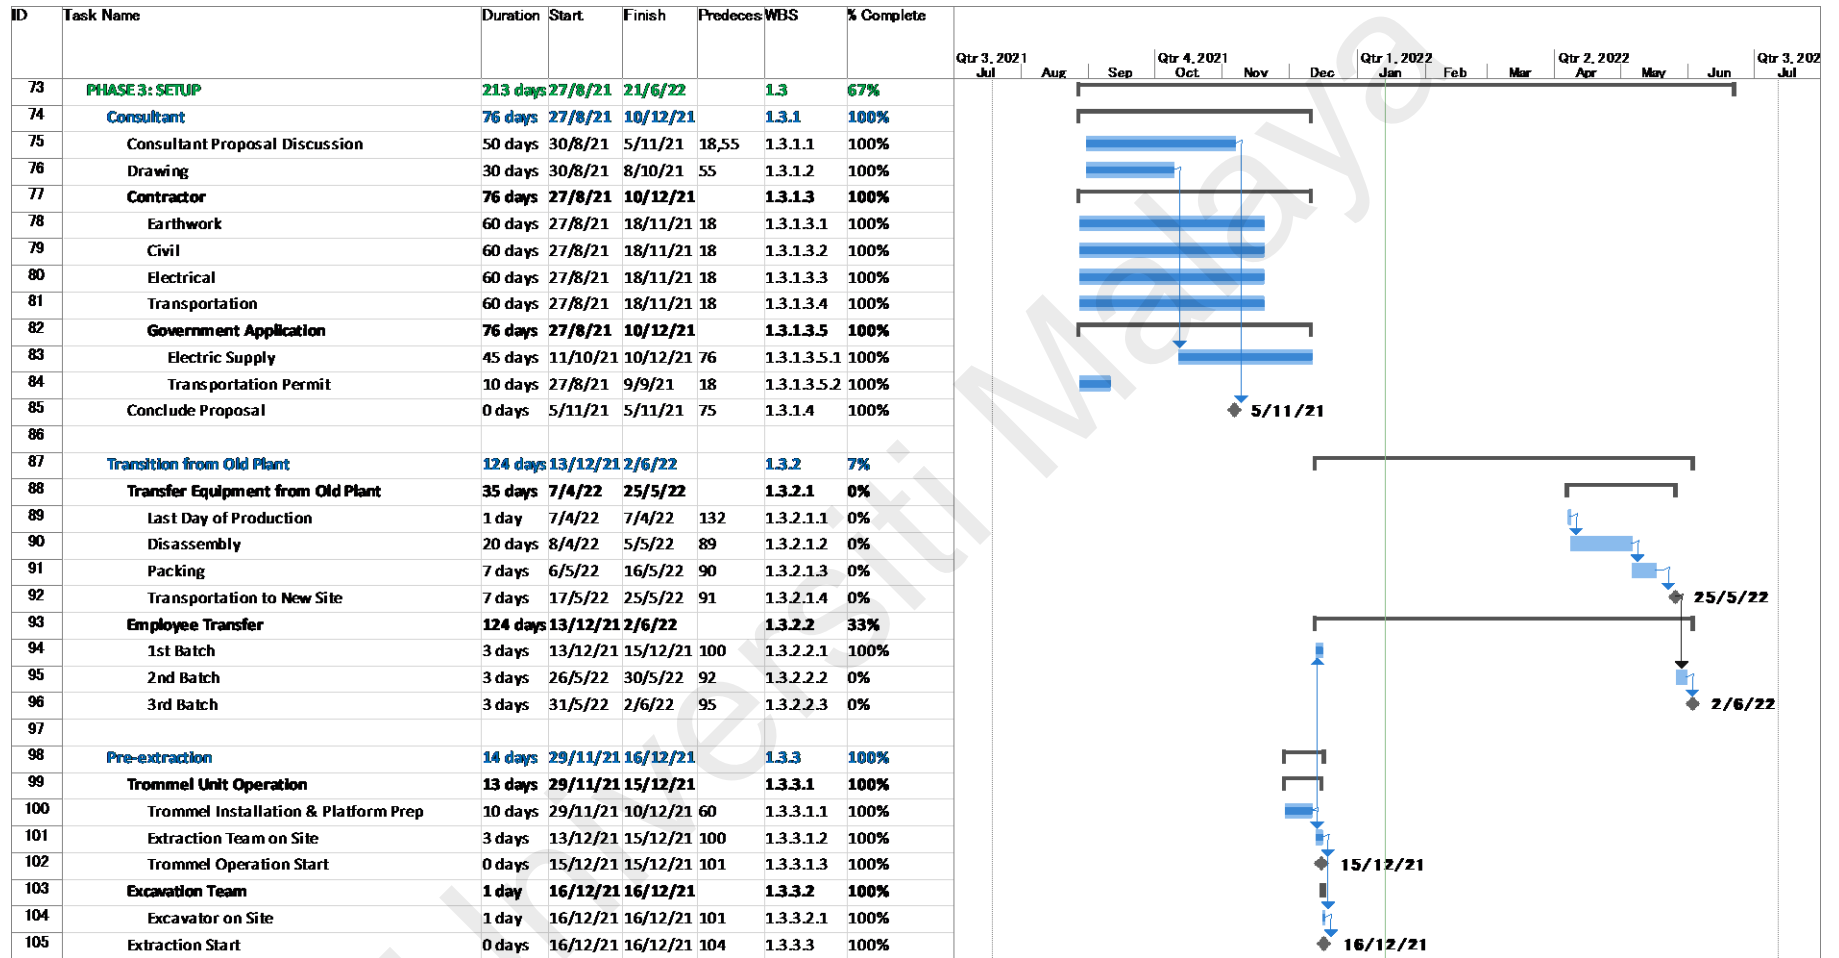 ID Task Name Duration Start Finish Predeces WBS % Complete
Qtr 3, 2021 Qtr 4, 2021 Qtr 1, 2022 Qtr 2, 2022 Qtr 3, 202
Jul Aug Sep Oct Nov Dec Jan Feb Mar Apr May Jun Jul
73 PHASE 3: SETUP 213 days 27/8/21 21/6/22 1.3 67%
74 Consultant 76 days 27/8/21 10/12/21 1.3.1 100%
75 Consultant Proposal Discussion 50 days 30/8/21 5/11/21 18,55 1.3.1.1 100%
76 Drawing 30 days 30/8/21 8/10/21 55 1.3.1.2 100%
77 Contractor 76 days 27/8/21 10/12/21 1.3.1.3 100%
78 Earthwork 60 days 27/8/21 18/11/21 18 1.3.1.3.1 100%
79 Civil 60 days 27/8/21 18/11/21 18 1.3.1.3.2 100%
80 Electrical 60 days 27/8/21 18/11/21 18 1.3.1.3.3 100%
81 Transportation 60 days 27/8/21 18/11/21 18 1.3.1.3.4 100%
82 Government Application 76 days 27/8/21 10/12/21 1.3.1.3.5 100%
83 Electric Supply 45 days 11/10/21 10/12/21 76 1.3.1.3.5.1 100%
84 Transportation Permit 10 days 27/8/21 9/9/21 18 1.3.1.3.5.2 100%
85 Conclude Proposal 0 days 5/11/21 5/11/21 75 1.3.1.4 100% 5/11/21
86
87 Transition from Old Plant 124 days 13/12/21 2/6/22 1.3.2 7%
88 Transfer Equipment from Old Plant 35 days 7/4/22 25/5/22 1.3.2.1 0%
89 Last Day of Production 1 day 7/4/22 7/4/22 132 1.3.2.1.1 0%
90 Disassembly 20 days 8/4/22 5/5/22 89 1.3.2.1.2 0%
91 Packing 7 days 6/5/22 16/5/22 90 1.3.2.1.3 0%
92 Transportation to New Site 7 days 17/5/22 25/5/22 91 1.3.2.1.4 0% 25/5/22
93 Employee Transfer 124 days 13/12/21 2/6/22 1.3.2.2 33%
94 1st Batch 3 days 13/12/21 15/12/21 100 1.3.2.2.1 100%
95 2nd Batch 3 days 26/5/22 30/5/22 92 1.3.2.2.2 0%
96 3rd Batch 3 days 31/5/22 2/6/22 95 1.3.2.2.3 0% 2/6/22
97
98 Pre-extraction 14 days 29/11/21 16/12/21 1.3.3 100%
99 Trommel Unit Operation 13 days 29/11/21 15/12/21 1.3.3.1 100%
100 Trommel Installation & Platform Prep 10 days 29/11/21 10/12/21 60 1.3.3.1.1 100%
101 Extraction Team on Site 3 days 13/12/21 15/12/21 100 1.3.3.1.2 100%
102 Trommel Operation Start 0 days 15/12/21 15/12/21 101 1.3.3.1.3 100% 15/12/21
103 Excavation Team 1 day 16/12/21 16/12/21 1.3.3.2 100%
104 Excavator on Site 1 day 16/12/21 16/12/21 101 1.3.3.2.1 100%
105 Extraction Start 0 days 16/12/21 16/12/21 104 1.3.3.3 100% 16/12/21
Universiti Malaya